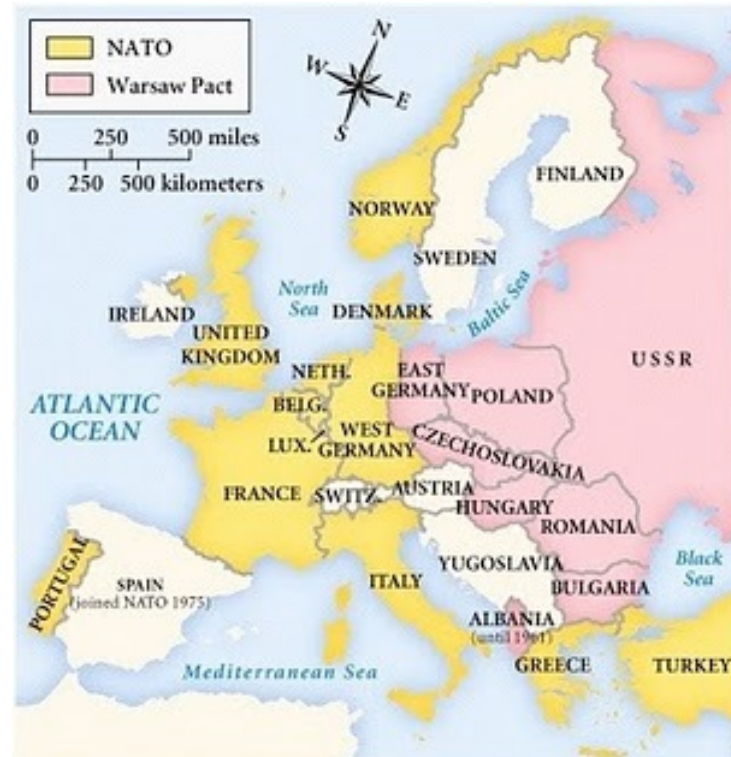 NATO
Warsaw Pact
N
W
E
S
0 250 500 miles
0 250 500 kilometers
FINLAND
NORWAY
SWEDEN
North
Sea
Baltic Sea
IRELAND
DENMARK
UNITED
KINGDOM
USSR
NETH.
EAST
GERMANY
POLAND
BELG.
ATLANTIC
OCEAN
LUX.
WEST
GERMANY
CZECHOSLOVAKIA
FRANCE
SWITZ.
AUSTRIA
HUNGARY
ROMANIA
YUGOSLAVIA
Black
Sea
PORTUGAL
SPAIN
(joined NATO 1975)
ITALY
BULGARIA
ALBANIA
(until 1961)
Mediterranean Sea
GREECE
TURKEY